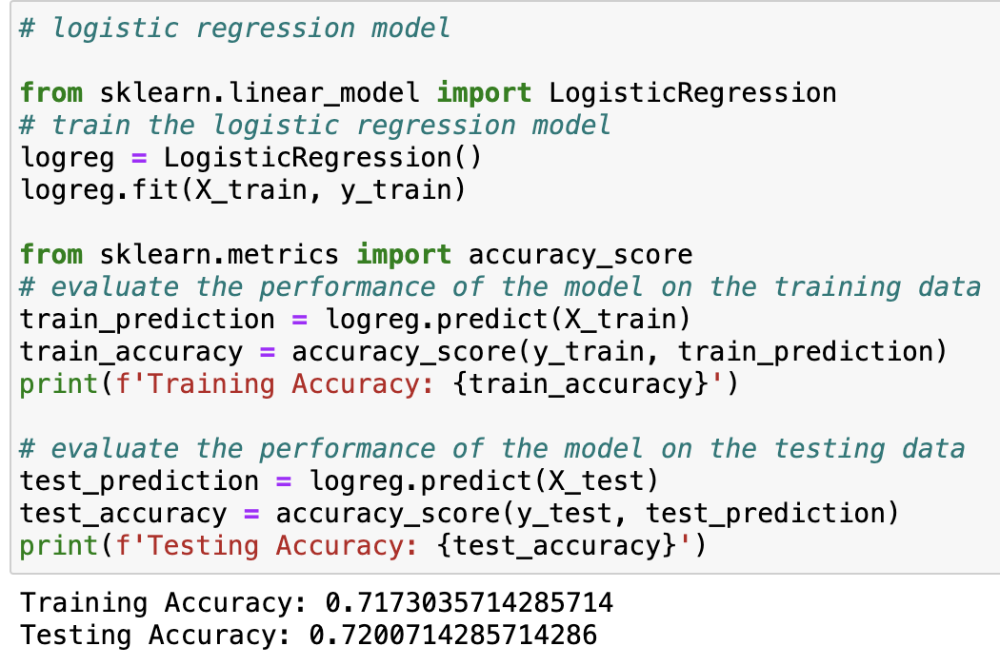 # logistic regression model
from sklearn.linear_model import LogisticRegression
# train the logistic regression model
logreg = LogisticRegression()
logreg.fit(X_train, y_train)
from sklearn.metrics import accuracy_score
# evaluate the performance of the model on the training data
train_prediction = logreg.predict(X_train)
train_accuracy = accuracy_score(y_train, train_prediction)
print(f'Training Accuracy: {train_accuracy}')
# evaluate the performance of the model on the testing data
test_prediction = logreg.predict(X_test)
test_accuracy = accuracy_score(y_test, test_prediction)
print(f'Testing Accuracy: {test_accuracy}')
Training Accuracy: 0.7173035714285714
Testing Accuracy: 0.7200714285714286